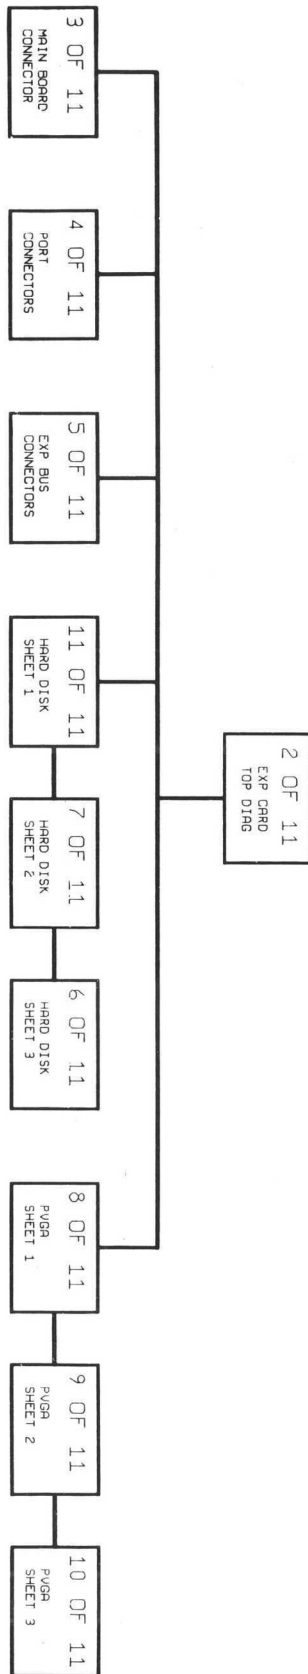 2 OF 11
EXP CARD
TOP DIAG
3 OF 11
MAIN BOARD
CONNECTOR
4 OF 11
PORT
CONNECTORS
5 OF 11
EXP BUS
CONNECTORS
11 OF 11
HARD DISK
SHEET 1
7 OF 11
HARD DISK
SHEET 2
6 OF 11
HARD DISK
SHEET 3
8 OF 11
PVGA
SHEET 1
9 OF 11
PVGA
SHEET 2
10 OF 11
PVGA
SHEET 3